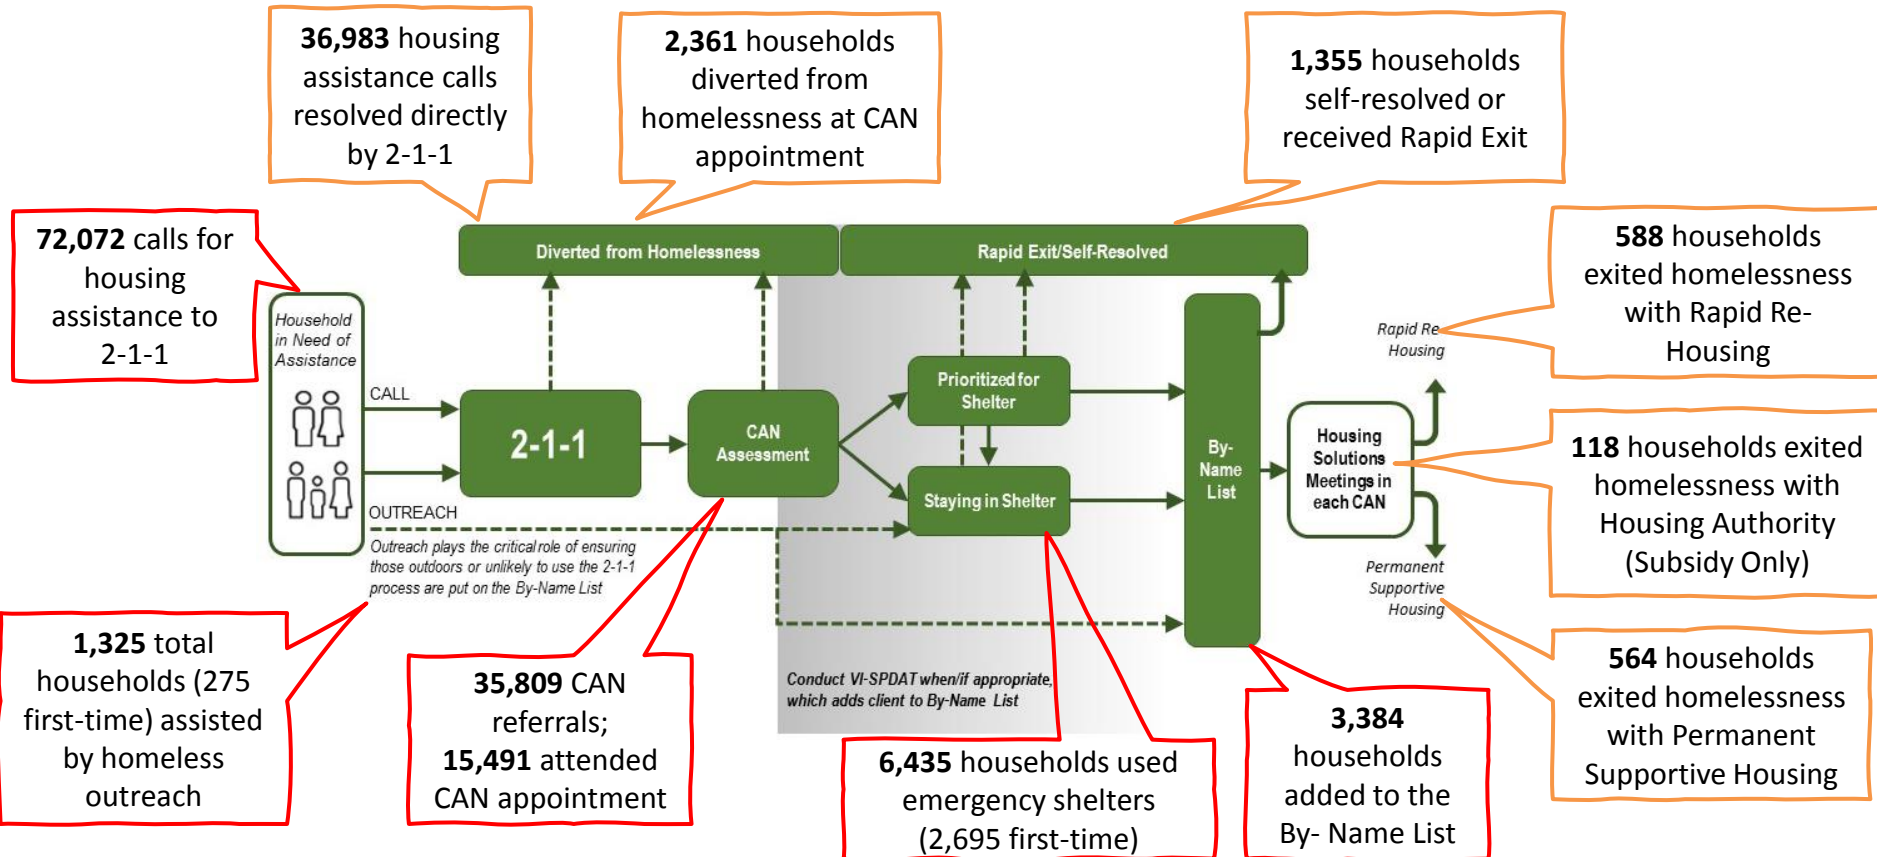 36,983 housing
assistance calls
resolved directly
by 2-1-1
2,361 households
diverted from
homelessness at CAN
appointment
1,355 households
self-resolved or
received Rapid Exit
72,072 calls for
housing
assistance to
2-1-1
Diverted from Homelessness
Rapid Exit/Self-Resolved
588 households
exited homelessness
with Rapid Re-
Housing
Household
in Need of
Assistance
CALL
OUTREACH
2-1-1
CAN
Assessment
Prioritized for
Shelter
Staying in Shelter
By-
Name
List
Housing
Solutions
Meetings in
each CAN
Rapid Re
Housing
Permanent
Supportive
Housing
118 households exited
homelessness with
Housing Authority
(Subsidy Only)
Outreach plays the critical role of ensuring
those outdoors or unlikely to use the 2-1-1
process are put on the By-Name List
Conduct VI-SPDAT when/if appropriate,
which adds client to By-Name List
1,325 total
households (275
first-time) assisted
by homeless
outreach
35,809 CAN
referrals;
15,491 attended
CAN appointment
6,435 households used
emergency shelters
(2,695 first-time)
3,384
households
added to the
By- Name List
564 households
exited homelessness
with Permanent
Supportive Housing